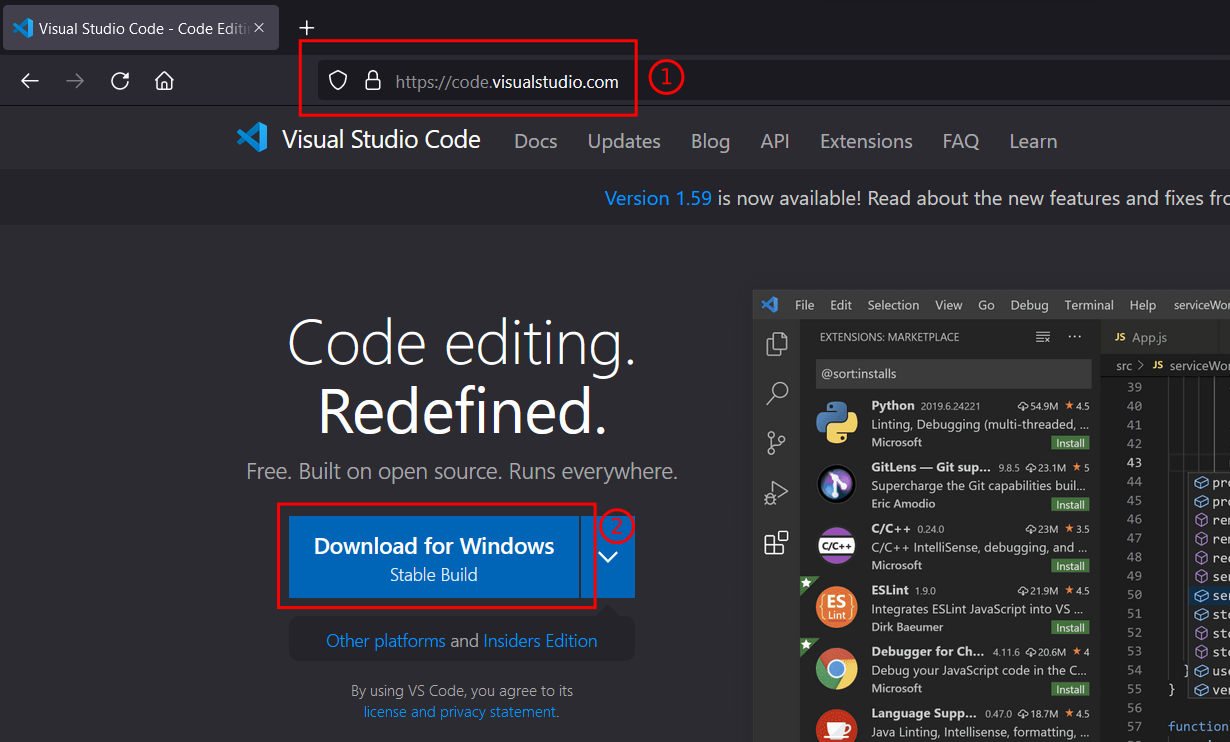 Visual Studio Code - Code Editi
https://code.visualstudio.com
1
Visual Studio Code
Docs
Updates
Blog
API
Extensions
FAQ
Learn
Version 1.59 is now available! Read about the new features and fixes fro
Code editing.
Redefined.
Free. Built on open source. Runs everywhere.
Download for Windows
Stable Build
2
Other platforms and Insiders Edition
By using VS Code, you agree to its
license and privacy statement.
File Edit Selection View Go Debug Terminal Help serviceWor
EXTENSIONS: MARKETPLACE
@sort:installs
Python 2019.6.24221 54.9M 4.5
Linting, Debugging (multi-threaded, ...
Microsoft
Install
GitLens — Git sup... 9.8.5 23.1M 5
Supercharge the Git capabilities buil...
Eric Amodio
Install
C/C++
C/C++ 0.24.0 23M 3.5
C/C++ IntelliSense, debugging, and ...
Microsoft
Install
ES
Lint
ESLint 1.9.0 21.9M 4.5
Integrates ESLint JavaScript into VS ...
Dirk Baeumer
Install
Debugger for Ch... 4.11.6 20.6M 4
Debug your JavaScript code in the C...
Microsoft
Install
Language Supp... 0.47.0 18.7M 4.5
Java Linting, Intellisense, formatting, ...
JS App.js
src > JS serviceWor
39
40
41
42
43
44 pro
45 pro
46 ren
47 ren
48 rec
49 ser
50 ser
51 sto
52 sto
53 sto
54 } use
55 } ver
56
57 function